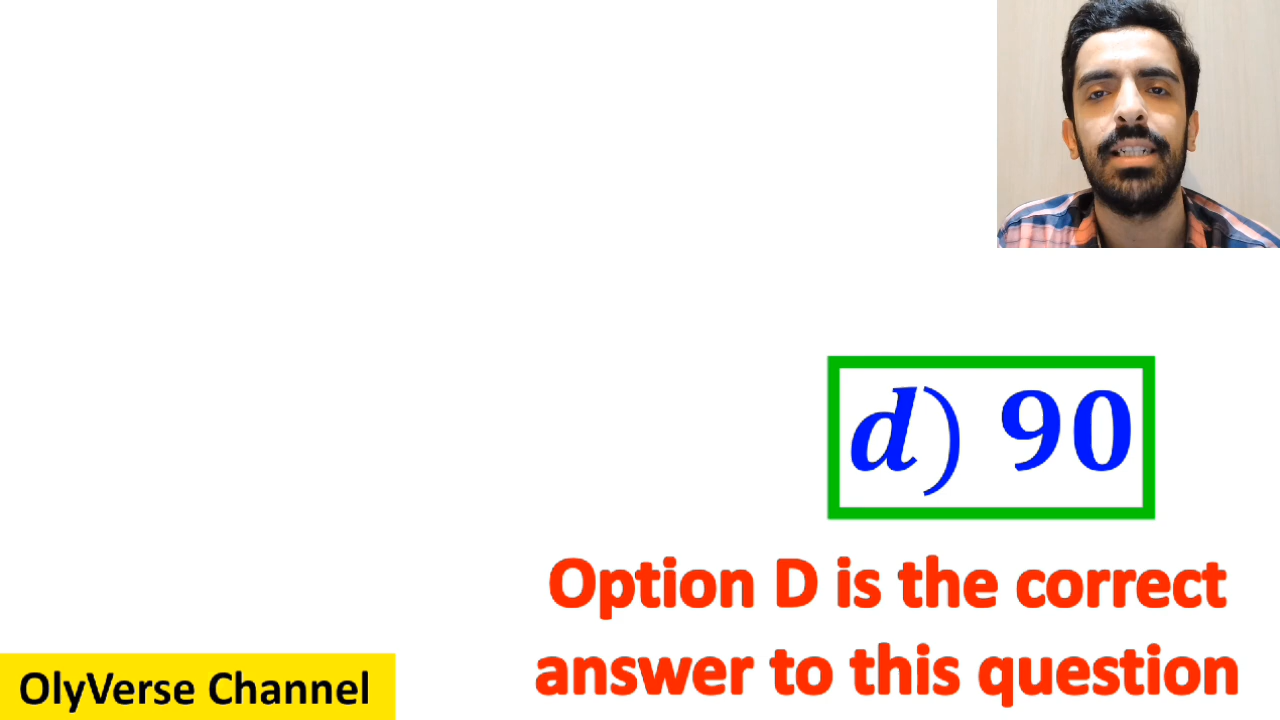 d) 90
Option D is the correct
answer to this question
OlyVerse Channel